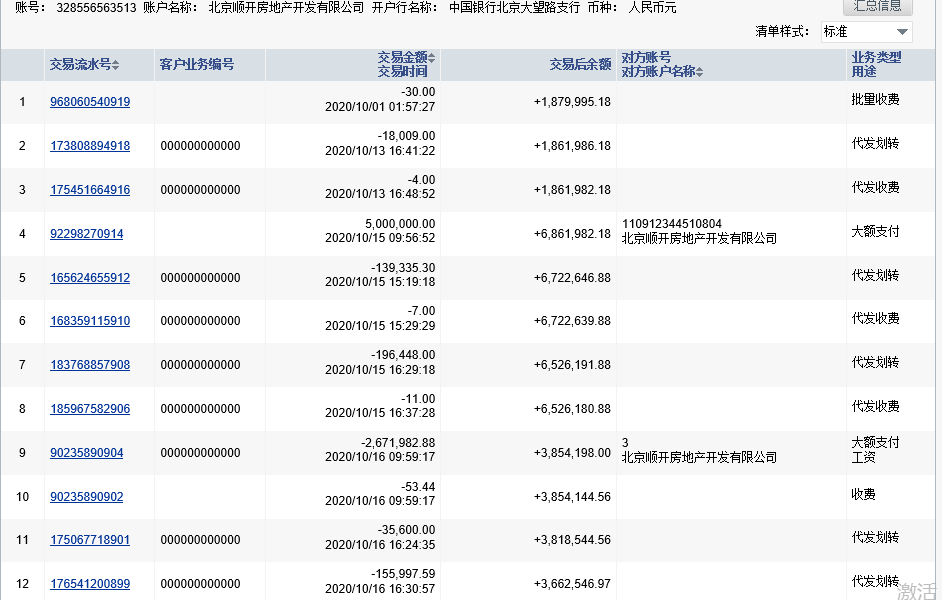 账号： 328556563513 账户名称： 北京顺开房地产开发有限公司 开户行名称： 中国银行北京大望路支行 币种： 人民币元
汇总信息
清单样式： 标准
交易流水号 客户业务编号 交易金额 交易时间 交易后余额 对方账号 对方账户名称 业务类型 用途
1 968060540919 -30.00 2020/10/01 01:57:27 +1,879,995.18 批量收费
2 173808894918 000000000000 -18,009.00 2020/10/13 16:41:22 +1,861,986.18 代发划转
3 175451664916 000000000000 -4.00 2020/10/13 16:48:52 +1,861,982.18 代发收费
4 92298270914 5,000,000.00 2020/10/15 09:56:52 +6,861,982.18 110912344510804 北京顺开房地产开发有限公司 大额支付
5 165624655912 000000000000 -139,335.30 2020/10/15 15:19:18 +6,722,646.88 代发划转
6 168359115910 000000000000 -7.00 2020/10/15 15:29:29 +6,722,639.88 代发收费
7 183768857908 000000000000 -196,448.00 2020/10/15 16:29:18 +6,526,191.88 代发划转
8 185967582906 000000000000 -11.00 2020/10/15 16:37:28 +6,526,180.88 代发收费
9 90235890904 000000000000 -2,671,982.88 2020/10/16 09:59:17 +3,854,198.00 3 北京顺开房地产开发有限公司 大额支付 工资
10 90235890902 -53.44 2020/10/16 09:59:17 +3,854,144.56 收费
11 175067718901 000000000000 -35,600.00 2020/10/16 16:24:35 +3,818,544.56 代发划转
12 176541200899 000000000000 -155,997.59 2020/10/16 16:30:57 +3,662,546.97 代发划转
激活